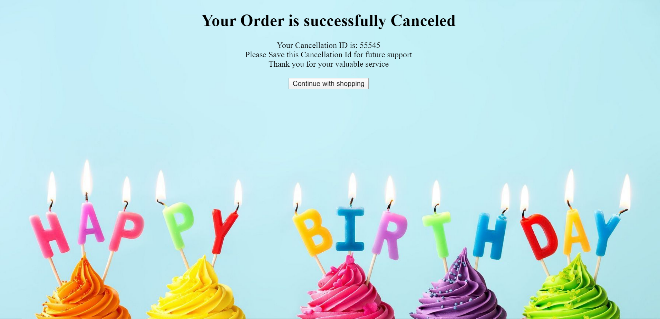 Your Order is successfully Canceled
Your Cancellation ID is: 55545
Please Save this Cancellation Id for future support
Thank you for your valuable service
Continue with shopping
HAPPY BIRTHDAY